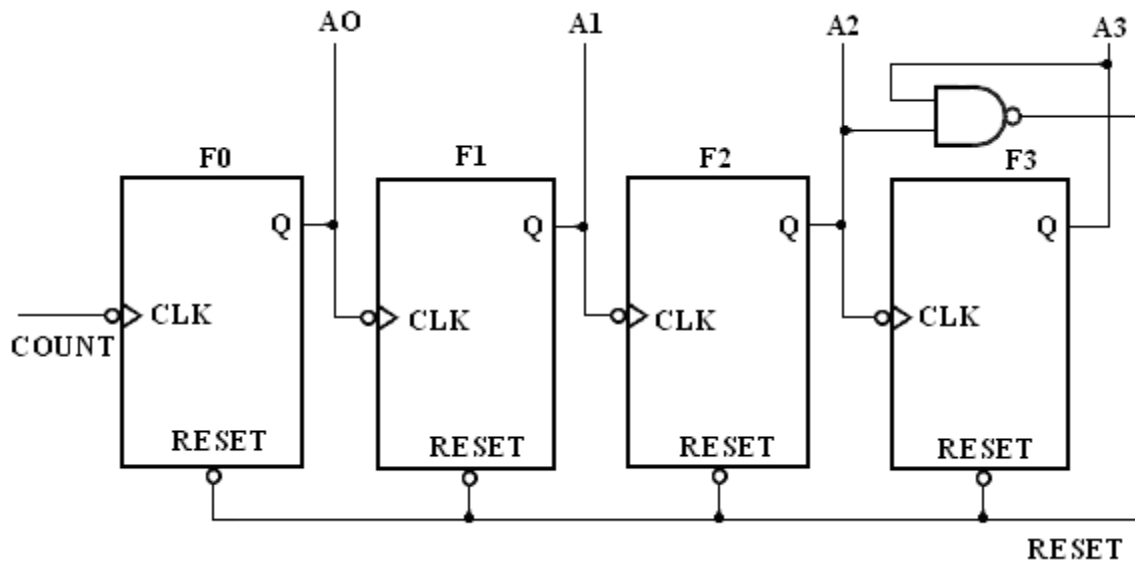 AO A1 A2 A3
F0 F1 F2 F3
Q Q Q Q
CLK CLK CLK CLK
COUNT
RESET RESET RESET RESET
RESET